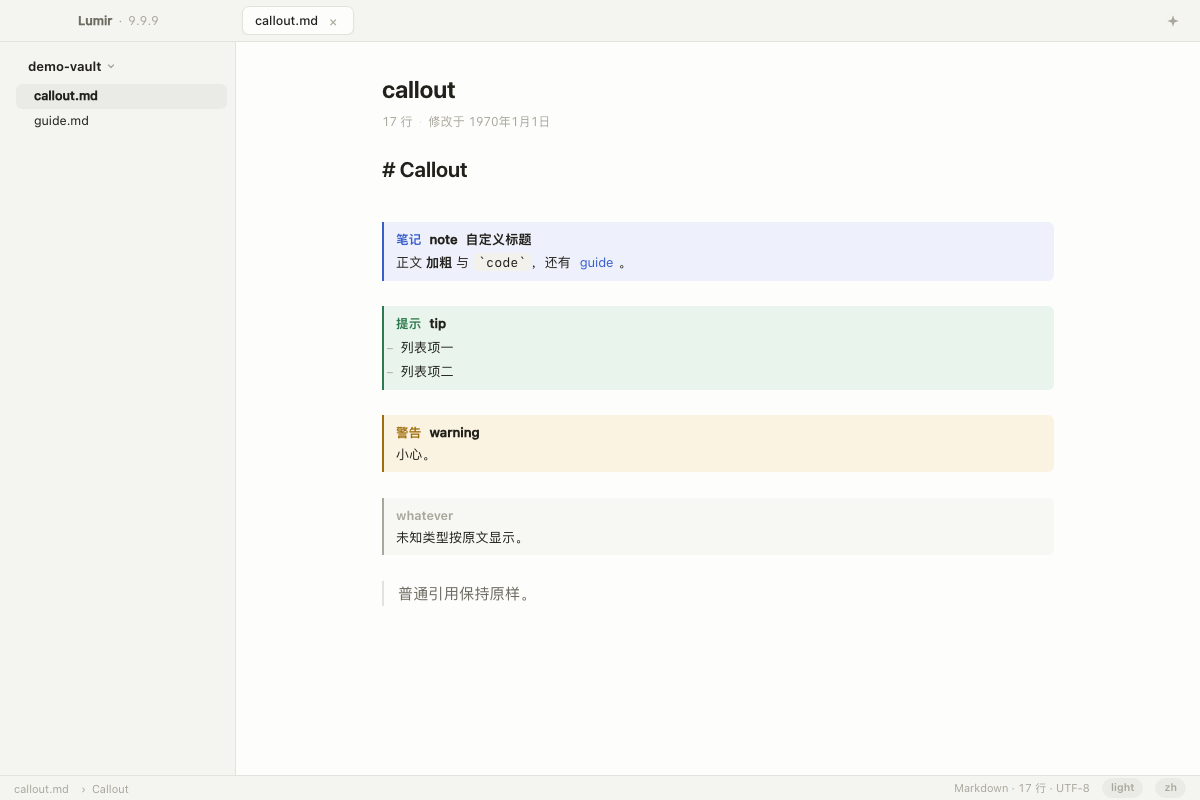 Lumir · 9.9.9
callout.md ×
demo-vault
callout.md
guide.md
callout
17 行 · 修改于 1970年1月1日
# Callout
笔记 note 自定义标题
正文 加粗 与 `code`，还有 guide 。
提示 tip
– 列表项一
– 列表项二
警告 warning
小心。
whatever
未知类型按原文显示。
普通引用保持原样。
callout.md › Callout
Markdown · 17 行 · UTF-8 light zh